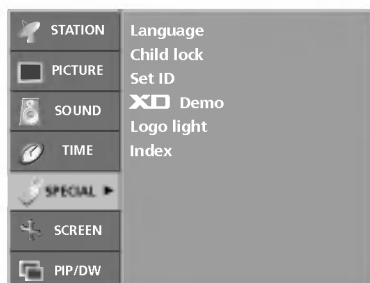 STATION
PICTURE
SOUND
TIME
SPECIAL
SCREEN
PIP/DW
Language
Child lock
Set ID
XD Demo
Logo light
Index